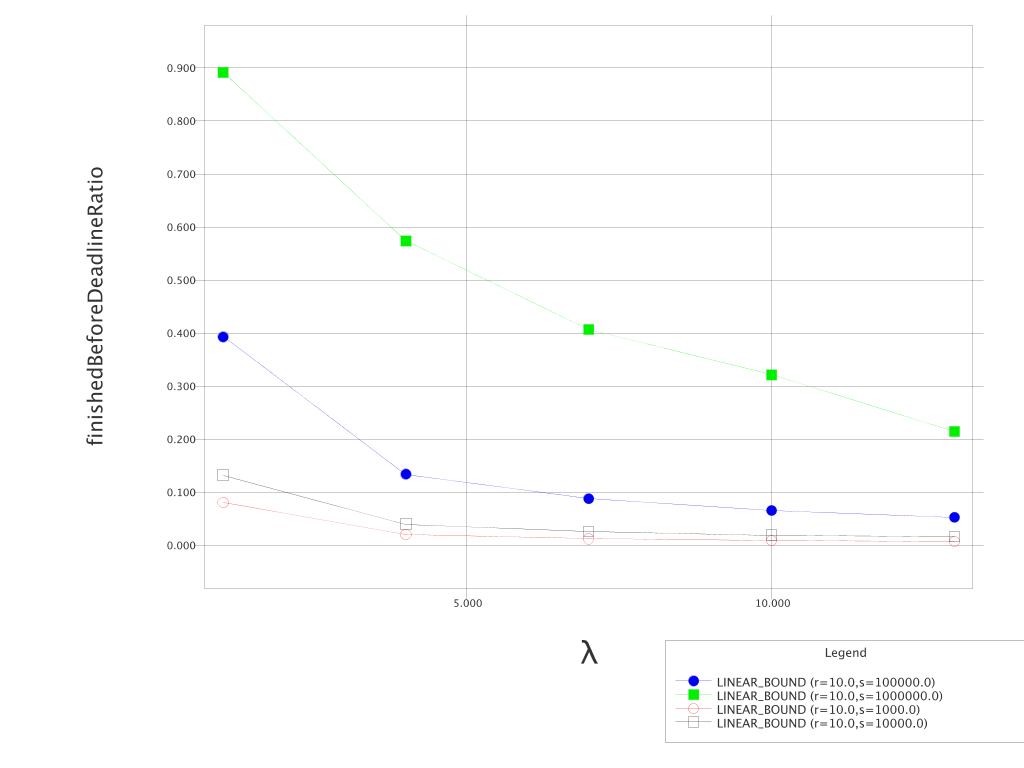 finishedBeforeDeadlineRatio
0.900
0.800
0.700
0.600
0.500
0.400
0.300
0.200
0.100
0.000
5.000
10.000
λ
Legend
LINEAR_BOUND (r=10.0,s=100000.0)
LINEAR_BOUND (r=10.0,s=1000000.0)
LINEAR_BOUND (r=10.0,s=1000.0)
LINEAR_BOUND (r=10.0,s=10000.0)